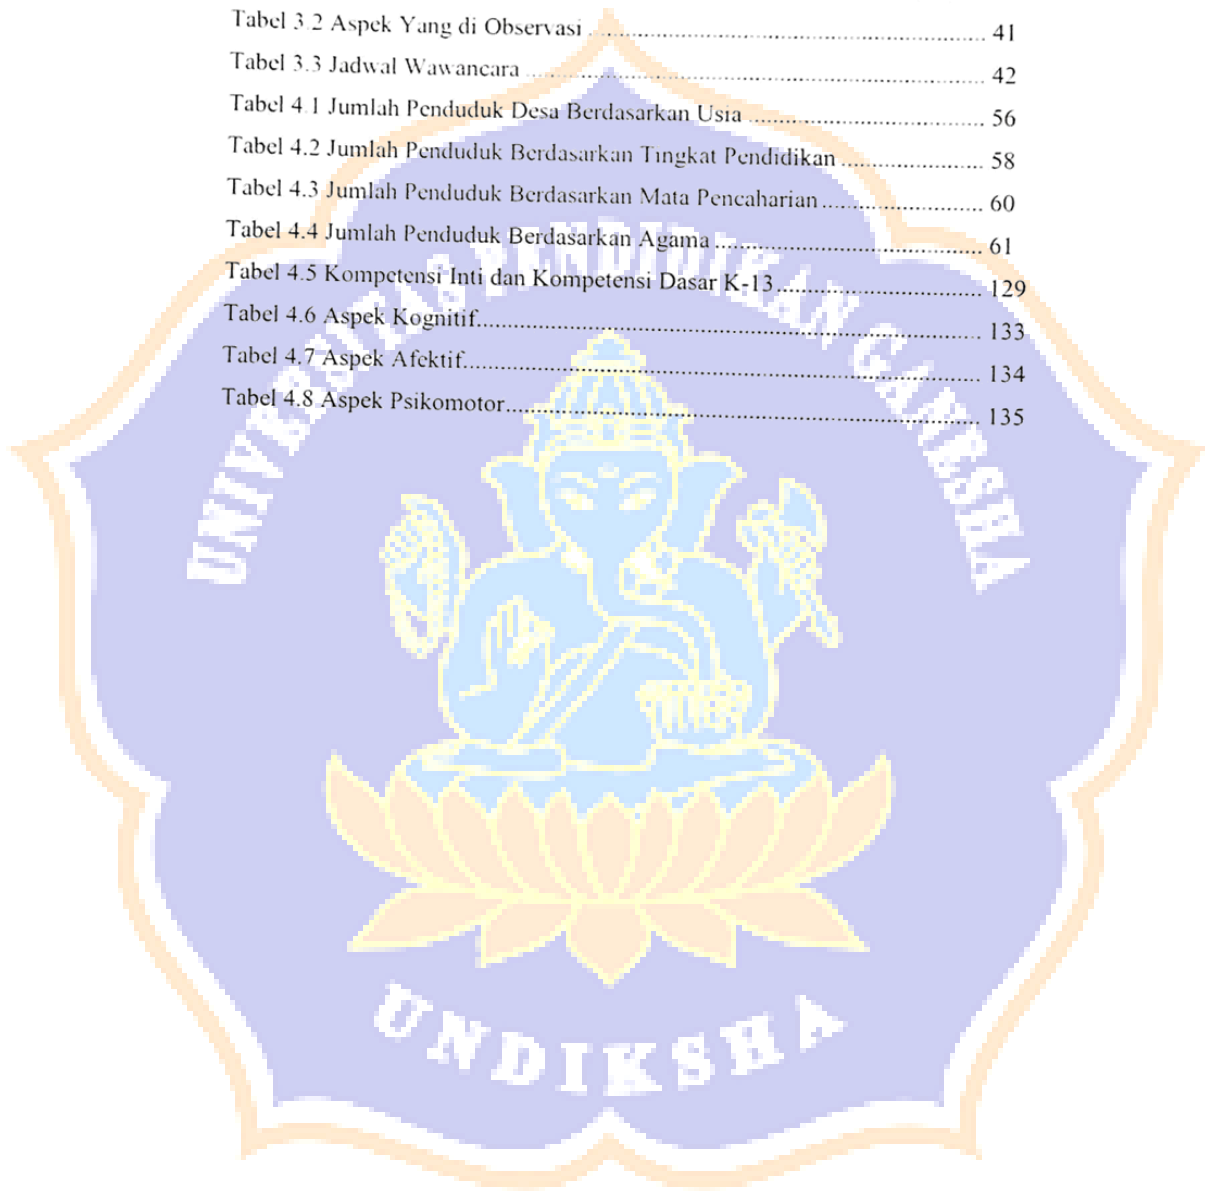 Tabel 3.2 Aspek Yang di Observasi ........................................ 41
Tabel 3.3 Jadwal Wawancara ........................................ 42
Tabel 4.1 Jumlah Penduduk Desa Berdasarkan Usia ........................................ 56
Tabel 4.2 Jumlah Penduduk Berdasarkan Tingkat Pendidikan ........................................ 58
Tabel 4.3 Jumlah Penduduk Berdasarkan Mata Pencaharian ........................................ 60
Tabel 4.4 Jumlah Penduduk Berdasarkan Agama ........................................ 61
Tabel 4.5 Kompetensi Inti dan Kompetensi Dasar K-13 ........................................ 129
Tabel 4.6 Aspek Kognitif ........................................ 133
Tabel 4.7 Aspek Afektif ........................................ 134
Tabel 4.8 Aspek Psikomotor ........................................ 135
UNIVERSITAS PENDIDIKAN GANESHA
UNDIKSHA